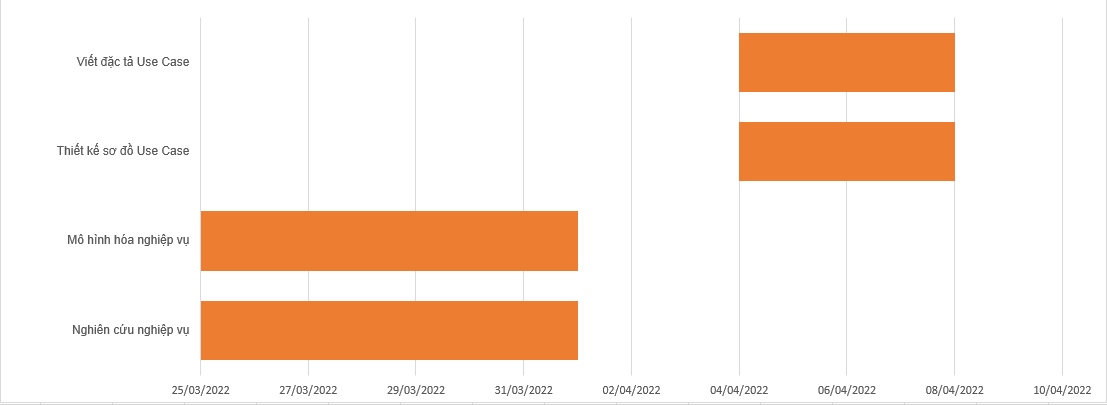 Viết đặc tả Use Case
Thiết kế sơ đồ Use Case
Mô hình hóa nghiệp vụ
Nghiên cứu nghiệp vụ
25/03/2022 27/03/2022 29/03/2022 31/03/2022 02/04/2022 04/04/2022 06/04/2022 08/04/2022 10/04/2022